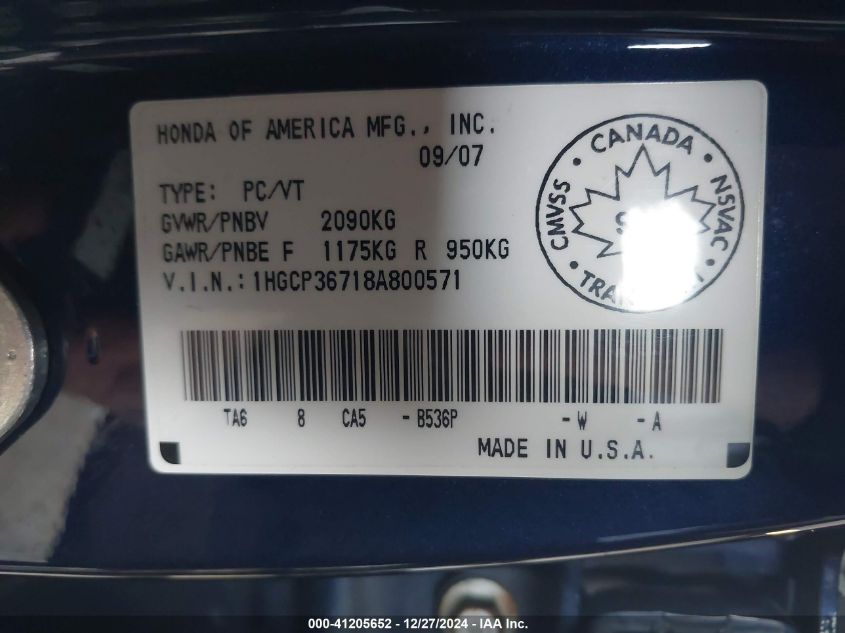 HONDA OF AMERICA MFG., INC.
09/07
TYPE: PC/VT
GVWR/PNBV 2090KG
GAWR/PNBE F 1175KG R 950KG
V.I.N.: 1HGCP36718A800571
CANADA
CMVSS
NSVAC
TA6 8 CA5 -B536P -W -A
MADE IN U.S.A.
000-41205652 - 12/27/2024 - IAA Inc.